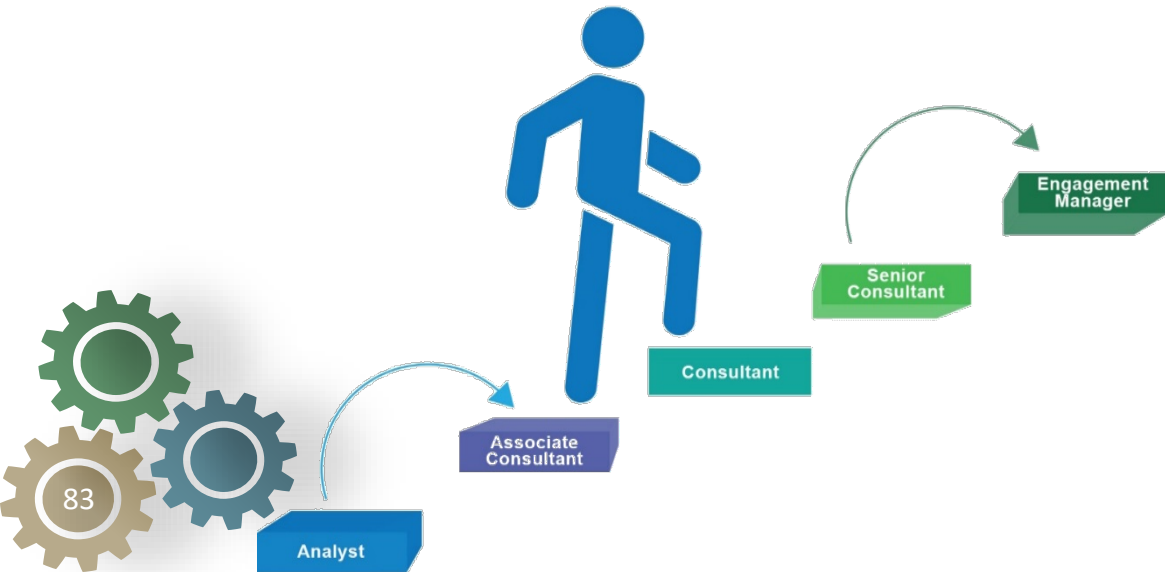 Engagement
Manager
Senior
Consultant
Consultant
Associate
Consultant
83
Analyst